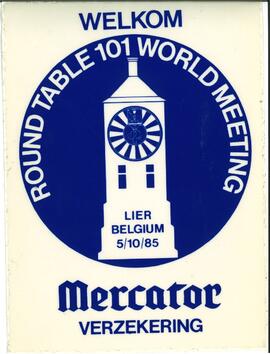 WELKOM
ROUND TABLE 101 WORLD MEETING
LIER
BELGIUM
5/10/85
Mercator
VERZEKERING